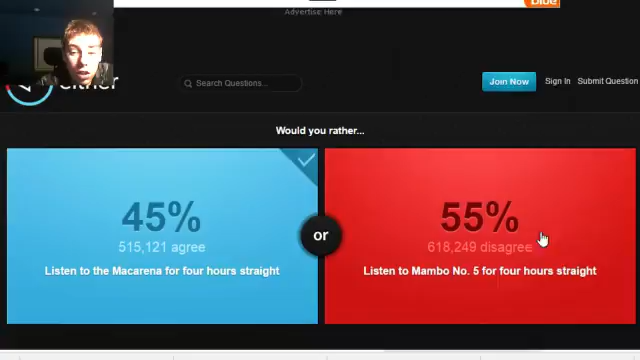 blue
Advertise Here
either
Search Questions...
Join Now
Sign In
Submit Question
Would you rather...
45%
515,121 agree
Listen to the Macarena for four hours straight
or
55%
618,249 disagree
Listen to Mambo No. 5 for four hours straight